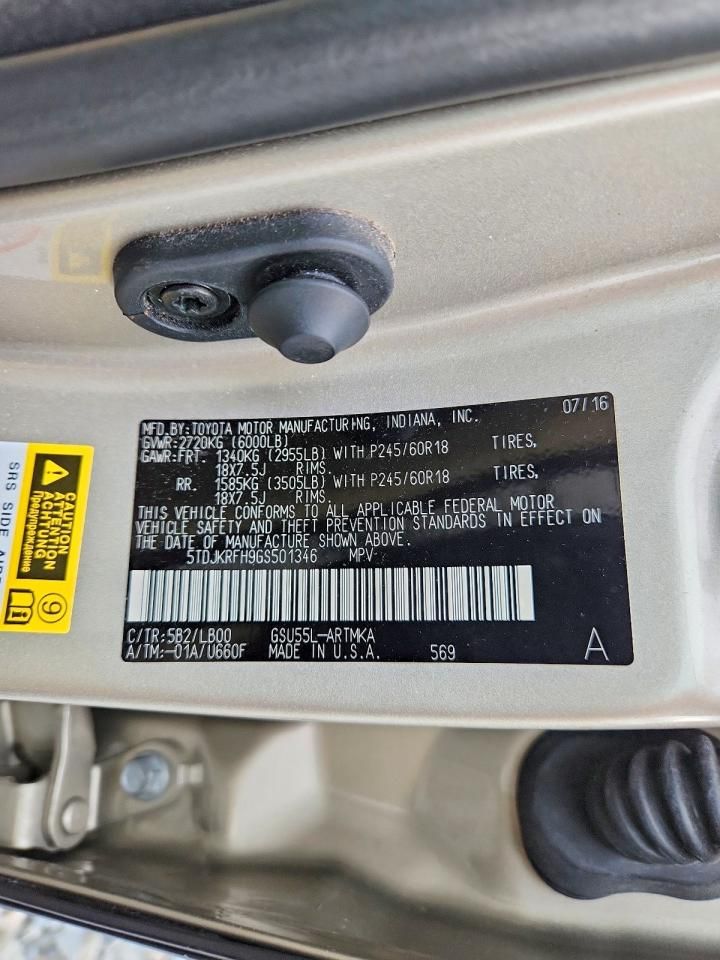 07/16
MFD.BY:TOYOTA MOTOR MANUFACTURING, INDIANA, INC.
GVWR:2720KG (6000LB)
GAWR:FRT. 1340KG (2955LB) WITH P245/60R18 TIRES,
18X7.5J RIMS.
RR. 1585KG (3505LB) WITH P245/60R18 TIRES,
18X7.5J RIMS.
THIS VEHICLE CONFORMS TO ALL APPLICABLE FEDERAL MOTOR
VEHICLE SAFETY AND THEFT PREVENTION STANDARDS IN EFFECT ON
THE DATE OF MANUFACTURE SHOWN ABOVE.
5TDJKRFH9GS501346 MPV
C/TR:5B2/LB00 GSU55L-ARTMKA
A/TM:-01A/U660F MADE IN U.S.A. 569 A
CAUTION
ATTENTION
ACHTUNG
Предупреждение
SRS SIDE
9